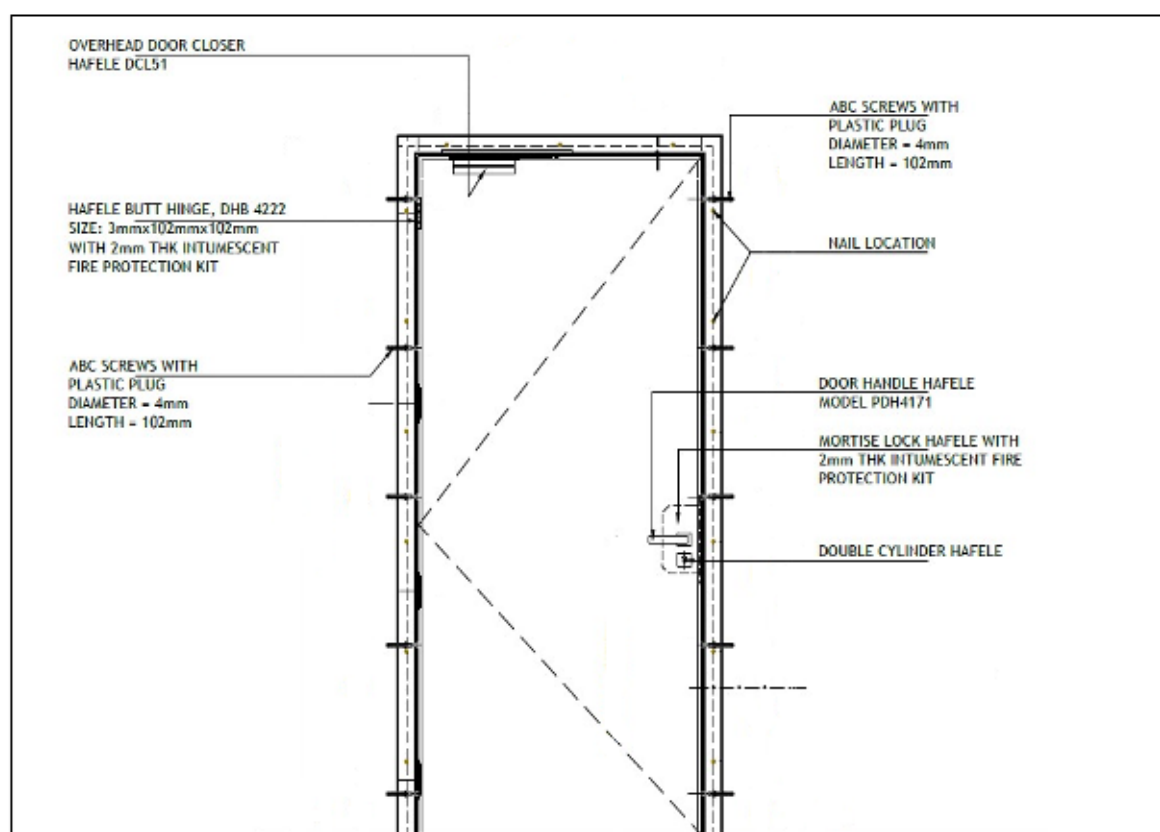 OVERHEAD DOOR CLOSER
HAFELE DCL51
HAFELE BUTT HINGE, DHB 4222
SIZE: 3mmx102mmx102mm
WITH 2mm THK INTUMESCENT
FIRE PROTECTION KIT
ABC SCREWS WITH
PLASTIC PLUG
DIAMETER = 4mm
LENGTH = 102mm
ABC SCREWS WITH
PLASTIC PLUG
DIAMETER = 4mm
LENGTH = 102mm
NAIL LOCATION
DOOR HANDLE HAFELE
MODEL PDH4171
MORTISE LOCK HAFELE WITH
2mm THK INTUMESCENT FIRE
PROTECTION KIT
DOUBLE CYLINDER HAFELE